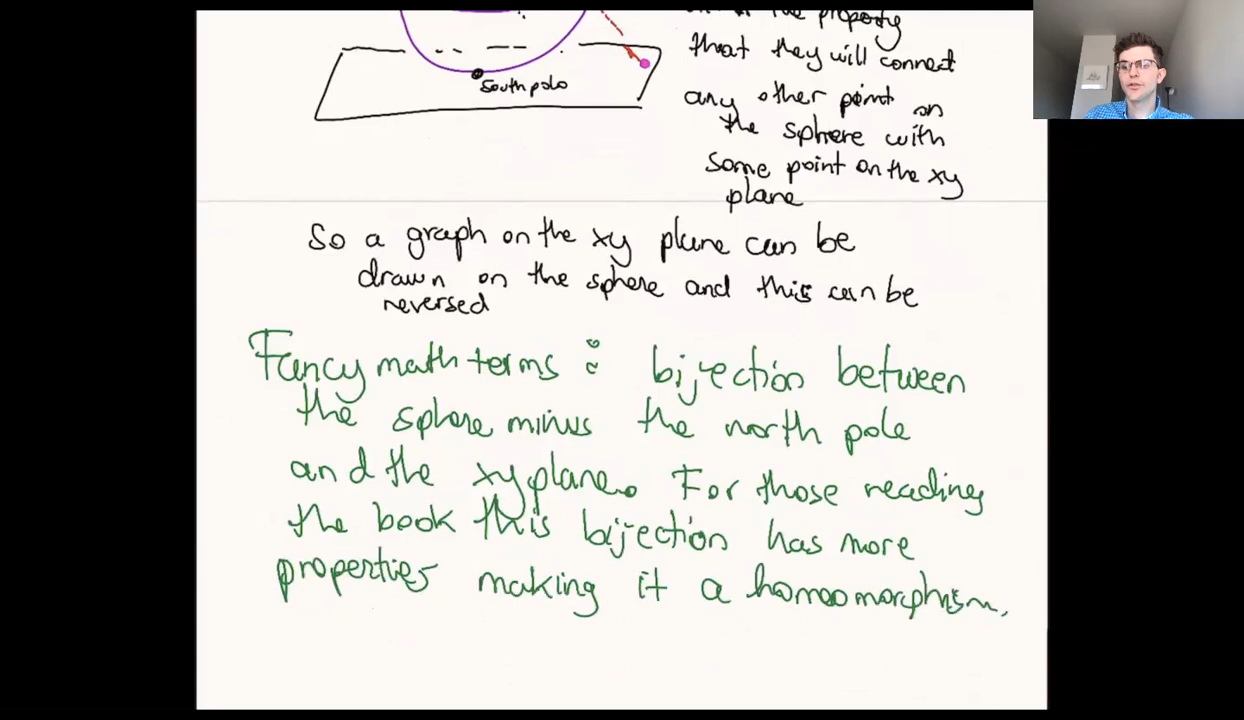 the property
that they will connect
any other point on
the sphere with
some point on the xy
plane
south pole
So a graph on the xy plane can be
drawn on the sphere and this can be
reversed
Fancy math terms: bijection between
the sphere minus the north pole
and the xy plane. For those reading
the book this bijection has more
properties making it a homeomorphism.